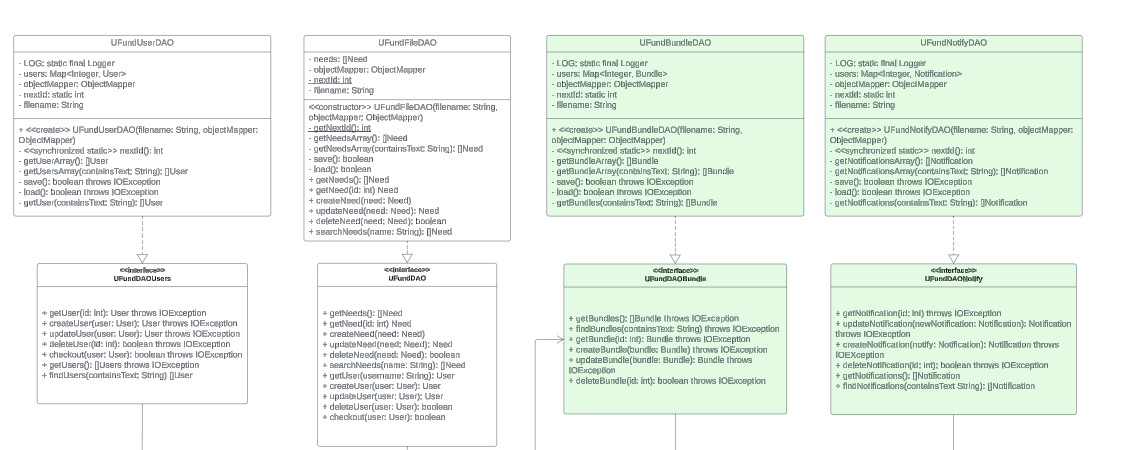 UFundUserDAO
- LOG: static final Logger
- users: Map<Integer, User>
- objectMapper: ObjectMapper
- nextId: static int
- filename: String
+ <<create>> UFundUserDAO(filename: String, objectMapper:
ObjectMapper)
- <<synchronized static>> nextId(): int
- getUserArray(): []User
- getUsersArray(containsText: String): []User
- save(): boolean throws IOException
- load(): boolean throws IOException
- getUser(containsText: String): []User
<<interface>>
UFundDAOUsers
+ getUser(id: int): User throws IOException
+ createUser(user: User): User throws IOException
+ updateUser(user: User): User throws IOException
+ deleteUser(id: int): boolean throws IOException
+ checkout(user: User): boolean throws IOException
+ getUsers(): []Users throws IOException
+ findUsers(containsText: String) []User
UFundFileDAO
- needs: []Need
- objectMapper: ObjectMapper
- nextId: int
- filename: String
<<constructor>> UFundFileDAO(filename: String,
objectMapper: ObjectMapper)
- getNextId(): int
- getNeedsArray(): []Need
- getNeedsArray(containsText: String): []Need
- save(): boolean
- load(): boolean
+ getNeeds(): []Need
+ getNeed(id: int) Need
+ createNeed(need: Need)
+ updateNeed(need: Need): Need
+ deleteNeed(need: Need): boolean
+ searchNeeds(name: String): []Need
<<interface>>
UFundDAO
+ getNeeds(): []Need
+ getNeed(id: int) Need
+ createNeed(need: Need)
+ updateNeed(need: Need): Need
+ deleteNeed(need: Need): boolean
+ searchNeeds(name: String): []Need
+ getUser(username: String): User
+ createUser(user: User): User
+ updateUser(user: User): User
+ deleteUser(user: User): boolean
+ checkout(user: User): boolean
UFundBundleDAO
- LOG: static final Logger
- users: Map<Integer, Bundle>
- objectMapper: ObjectMapper
- nextId: static int
- filename: String
+ <<create>> UFundBundleDAO(filename: String,
objectMapper: ObjectMapper)
- <<synchronized static>> nextId(): int
- getBundleArray(): []Bundle
- getBundleArray(containsText: String): []Bundle
- save(): boolean throws IOException
- load(): boolean throws IOException
- getBundles(containsText: String): []Bundle
<<interface>>
UFundDAOBundle
+ getBundles(): []Bundle throws IOException
+ findBundles(containsText: String) throws IOException
+ getBundle(id: int): Bundle throws IOException
+ createBundle(bundle: Bundle) throws IOException
+ updateBundle(bundle: Bundle): Bundle throws
IOException
+ deleteBundle(id: int): boolean throws IOException
UFundNotifyDAO
- LOG: static final Logger
- users: Map<Integer, Notification>
- objectMapper: ObjectMapper
- nextId: static int
- filename: String
+ <<create>> UFundNotifyDAO(filename: String, objectMapper:
ObjectMapper)
- <<synchronized static>> nextId(): int
- getNotificationsArray(): []Notification
- getNotificationsArray(containsText: String): []Notification
- save(): boolean throws IOException
- load(): boolean throws IOException
- getNotifications(containsText: String): []Notification
<<interface>>
UFundDAONotify
+ getNotification(id: int) throws IOException
+ updateNotification(newNotification: Notification): Notification
throws IOException
+ createNotification(notify: Notification): Notification throws
IOException
+ deleteNotification(id: int): boolean throws IOException
+ getNotifications(): []Notification
+ findNotifications(containsText String): []Notification